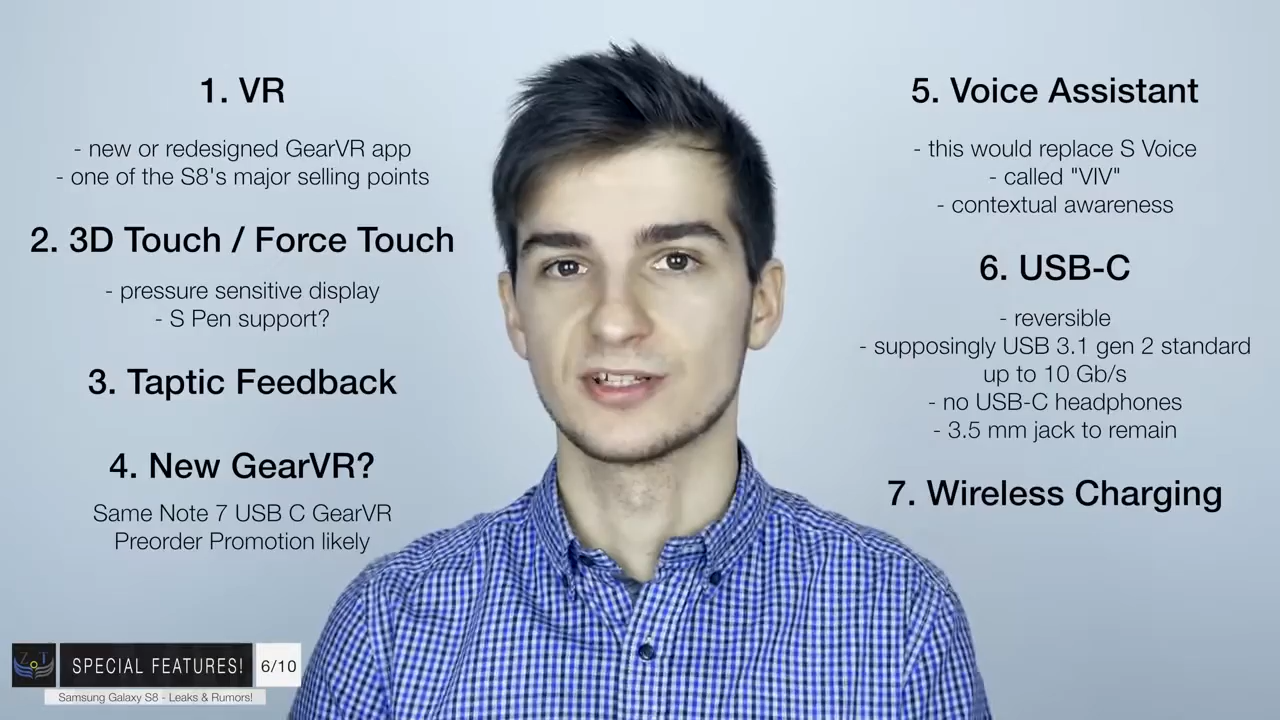 1. VR
- new or redesigned GearVR app
- one of the S8's major selling points
2. 3D Touch / Force Touch
- pressure sensitive display
- S Pen support?
3. Taptic Feedback
4. New GearVR?
Same Note 7 USB C GearVR
Preorder Promotion likely
5. Voice Assistant
- this would replace S Voice
- called "VIV"
- contextual awareness
6. USB-C
- reversible
- supposingly USB 3.1 gen 2 standard
up to 10 Gb/s
- no USB-C headphones
- 3.5 mm jack to remain
7. Wireless Charging
ZoT
SPECIAL FEATURES! 6/10
Samsung Galaxy S8 - Leaks & Rumors!